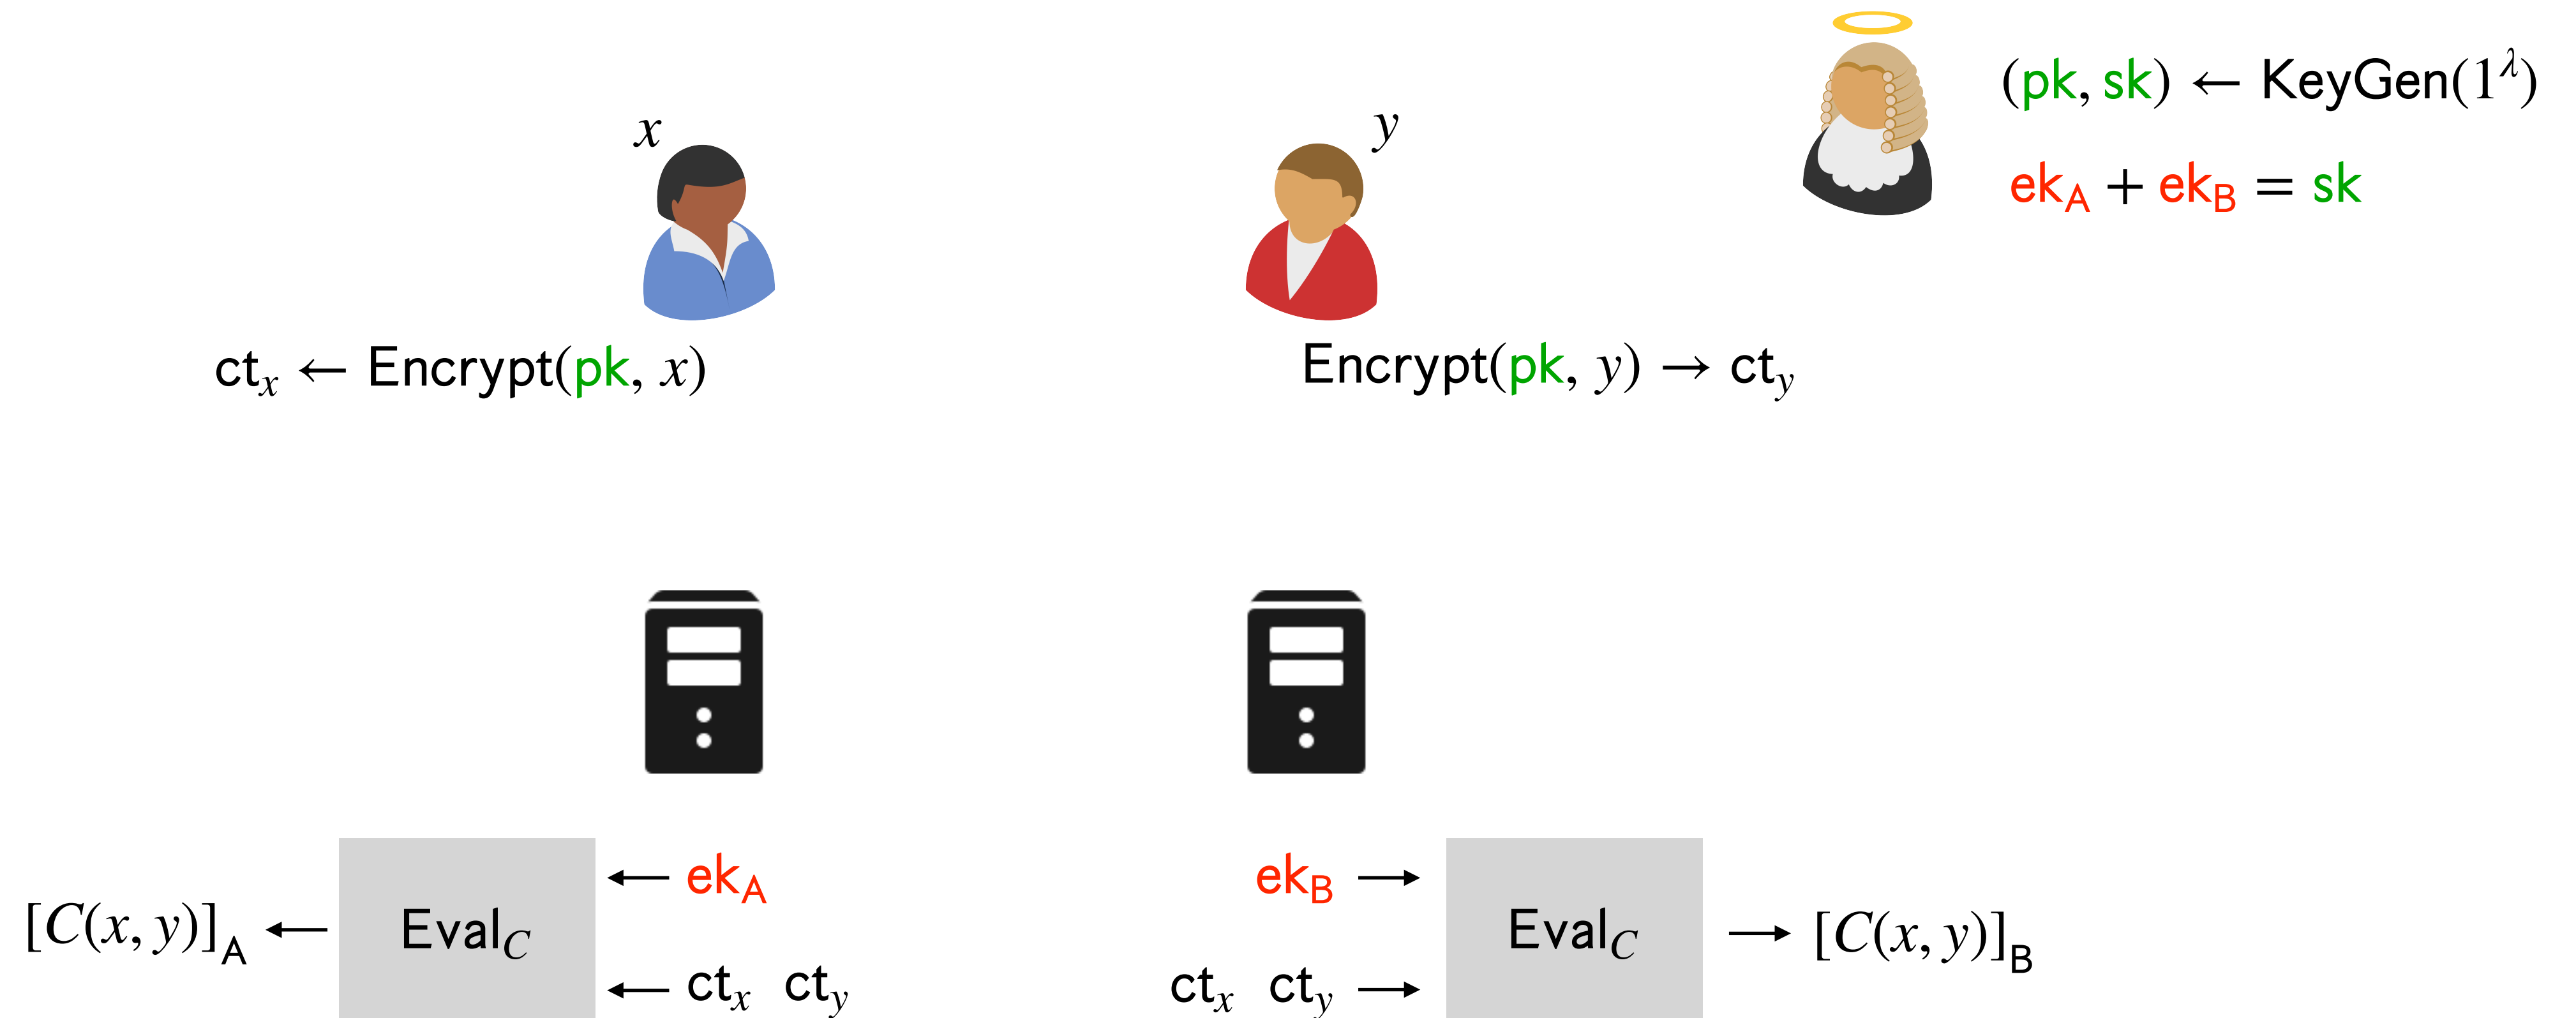 (pk, sk) ← KeyGen(1^λ)
x
y
ek_A + ek_B = sk
ct_x ← Encrypt(pk, x)
Encrypt(pk, y) → ct_y
← ek_A
ek_B →
[C(x, y)]_A ← Eval_C
Eval_C → [C(x, y)]_B
← ct_x ct_y
ct_x ct_y →